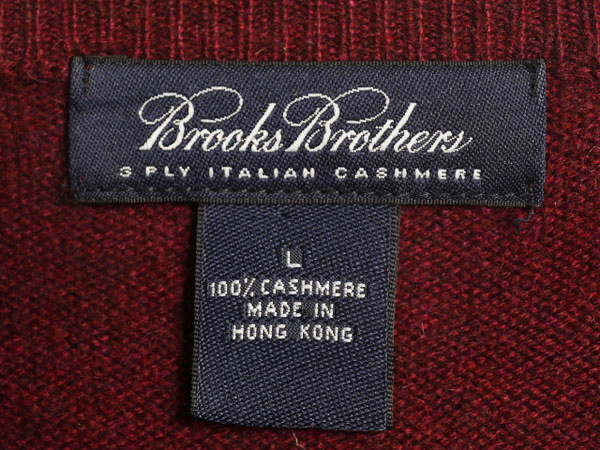 Brooks Brothers
3 PLY ITALIAN CASHMERE
L
100% CASHMERE
MADE IN
HONG KONG